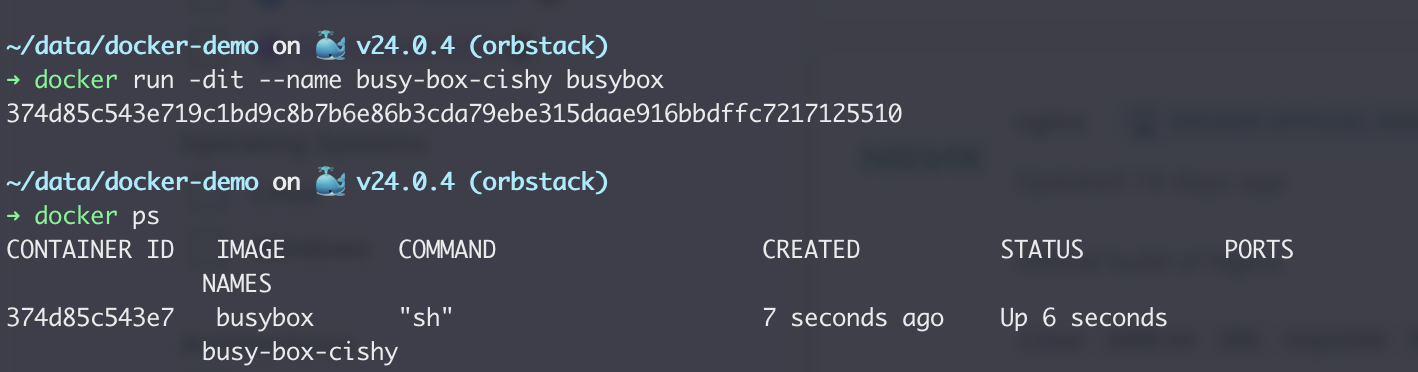 ~/data/docker-demo on 🐳 v24.0.4 (orbstack)
➜ docker run -dit --name busy-box-cishy busybox
374d85c543e719c1bd9c8b7b6e86b3cda79ebe315daae916bbdffc7217125510
~/data/docker-demo on 🐳 v24.0.4 (orbstack)
➜ docker ps
CONTAINER ID   IMAGE        COMMAND                   CREATED          STATUS          PORTS
              NAMES
374d85c543e7   busybox      "sh"                      7 seconds ago    Up 6 seconds
              busy-box-cishy